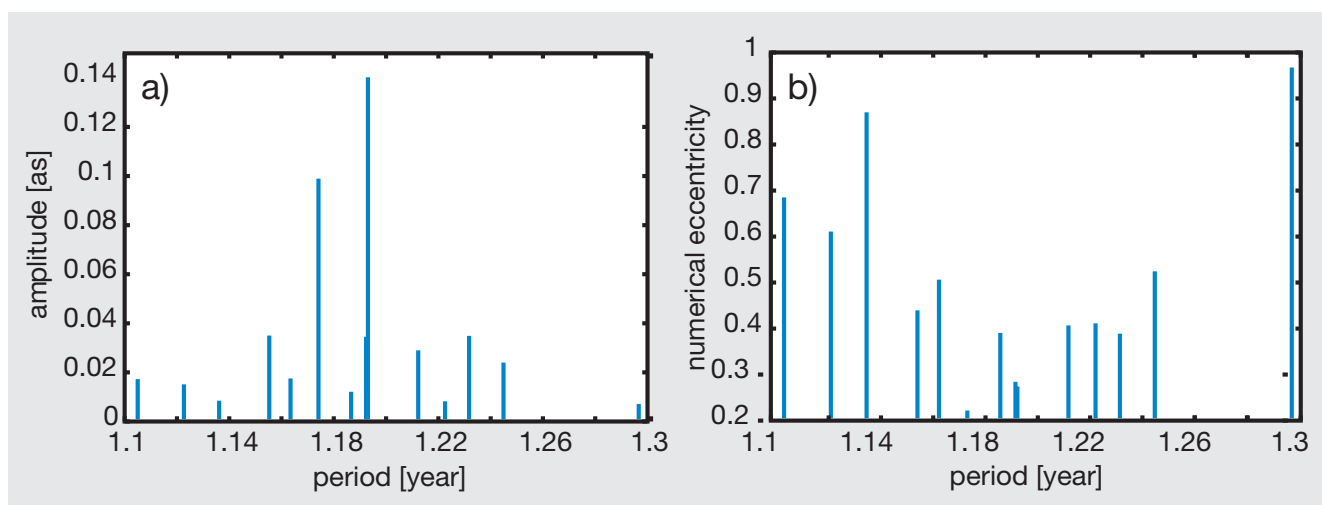 a)
amplitude [as]
0.14
0.12
0.1
0.08
0.06
0.04
0.02
0
1.1 1.14 1.18 1.22 1.26 1.3
period [year]
b)
numerical eccentricity
1
0.9
0.8
0.7
0.6
0.5
0.4
0.3
0.2
1.1 1.14 1.18 1.22 1.26 1.3
period [year]